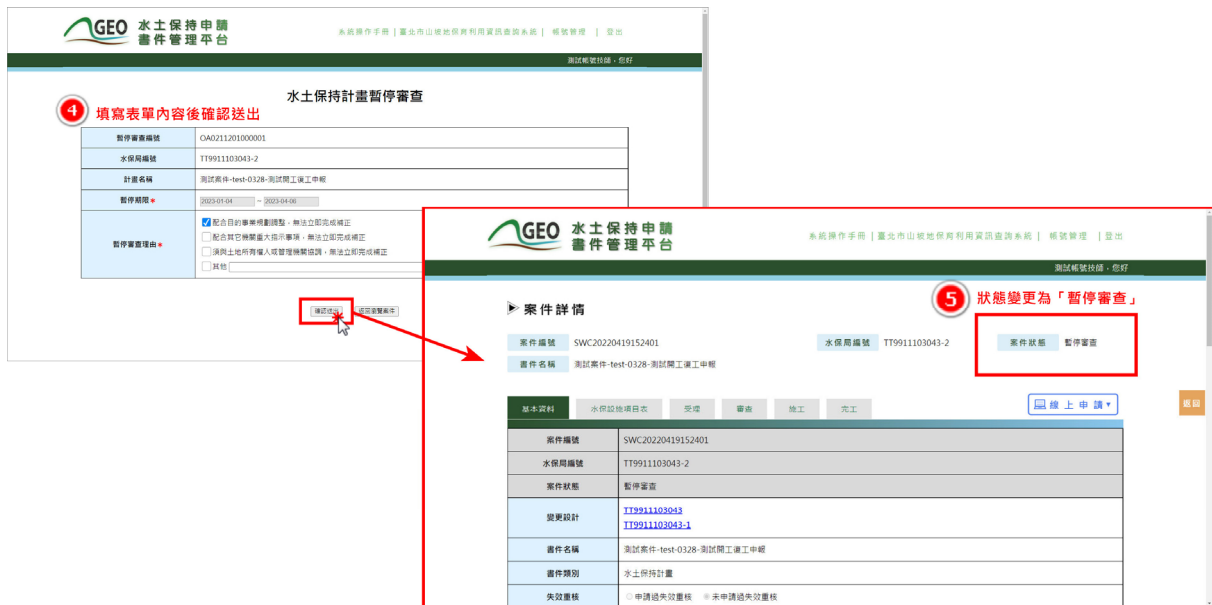 GEO 水土保持申請
書件管理平台
系統操作手冊 | 臺北市山坡地保育利用資訊查詢系統 | 帳號管理 | 登出
測試帳號技師，您好
水土保持計畫暫停審查
4 填寫表單內容後確認送出
暫停審查編號 OA0211201000001
水保局編號 TT9911103043-2
計畫名稱 測試案件-test-0328-測試開工復工申報
暫停期限＊ 2023-01-04 ~ 2023-04-06
暫停審查理由＊
配合目的事業規劃調整，無法立即完成補正
配合其它機關重大指示事項，無法立即完成補正
須與土地所有權人或管理機關協調，無法立即完成補正
其他
確認送出 返回瀏覽案件
GEO 水土保持申請
書件管理平台
系統操作手冊 | 臺北市山坡地保育利用資訊查詢系統 | 帳號管理 | 登出
測試帳號技師，您好
5 狀態變更為「暫停審查」
案件詳情
案件編號 SWC20220419152401 水保局編號 TT9911103043-2 案件狀態 暫停審查
書件名稱 測試案件-test-0328-測試開工復工申報
基本資料 水保設施項目表 受理 審查 施工 完工 線上申請▼ 返回
案件編號 SWC20220419152401
水保局編號 TT9911103043-2
案件狀態 暫停審查
變更設計 TT9911103043
TT9911103043-1
書件名稱 測試案件-test-0328-測試開工復工申報
書件類別 水土保持計畫
失效重核 申請過失效重核 未申請過失效重核